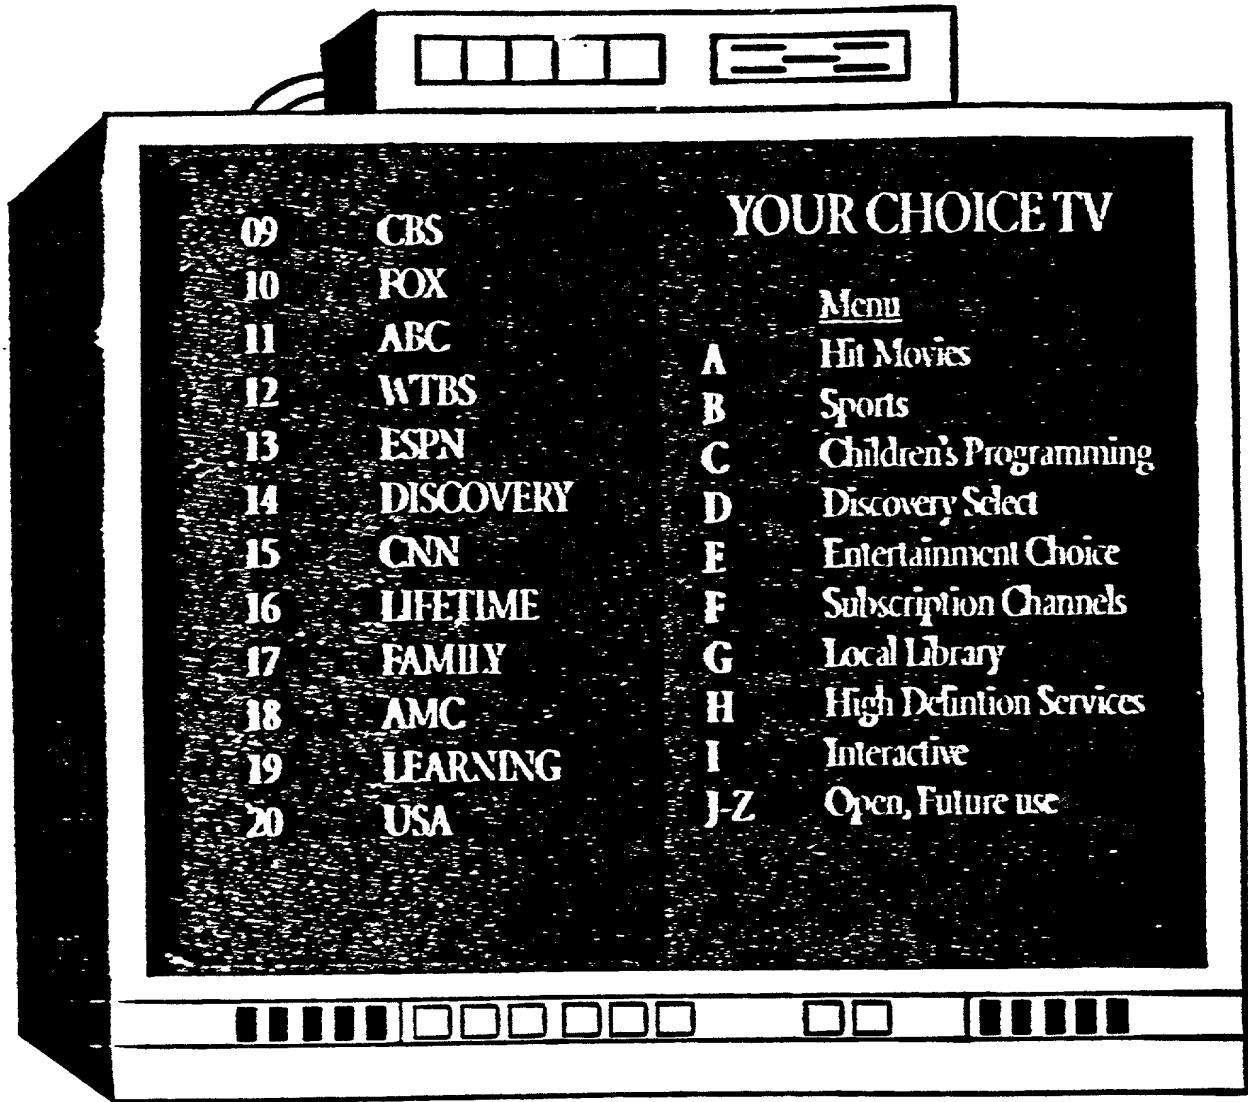 09 CBS
10 FOX
11 ABC
12 WTBS
13 ESPN
14 DISCOVERY
15 CNN
16 LIFETIME
17 FAMILY
18 AMC
19 LEARNING
20 USA
YOUR CHOICE TV
Menu
A Hit Movies
B Sports
C Children's Programming
D Discovery Select
E Entertainment Choice
F Subscription Channels
G Local Library
H High Defintion Services
I Interactive
J-Z Open, Future use